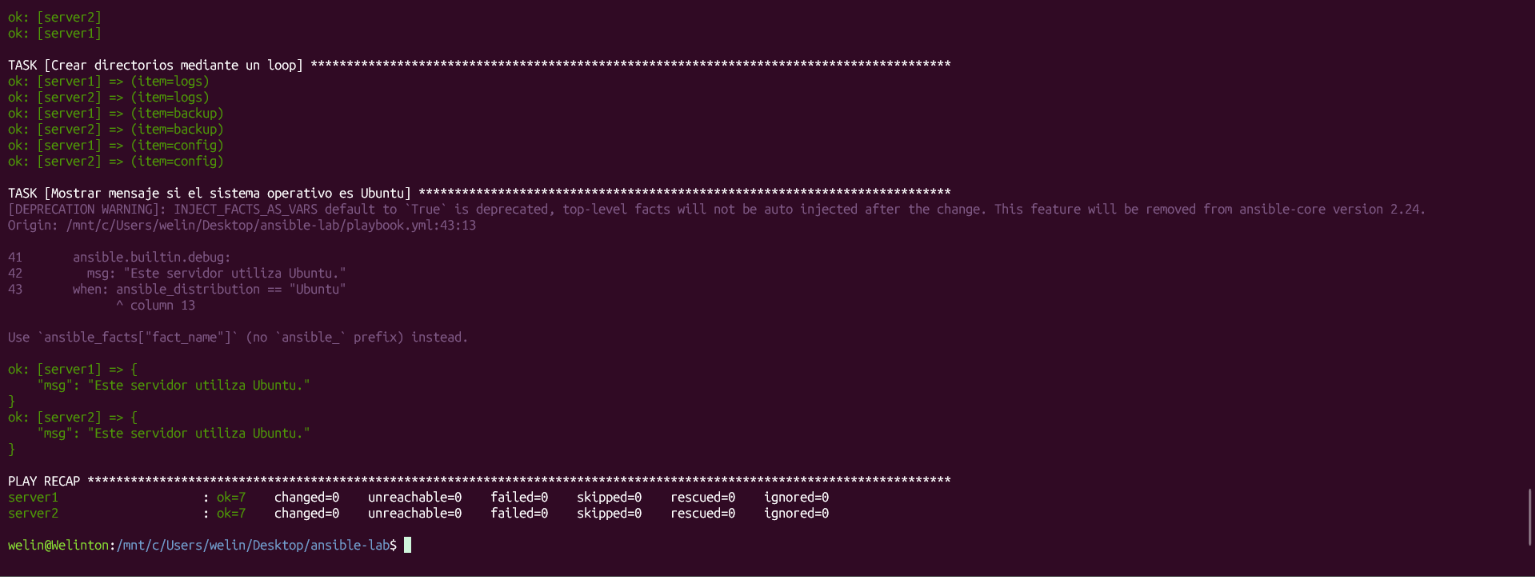 ok: [server2]
ok: [server1]
TASK [Crear directorios mediante un loop] *****************************************************************************************
ok: [server1] => (item=logs)
ok: [server2] => (item=logs)
ok: [server1] => (item=backup)
ok: [server2] => (item=backup)
ok: [server1] => (item=config)
ok: [server2] => (item=config)
TASK [Mostrar mensaje si el sistema operativo es Ubuntu] **************************************************************************
[DEPRECATION WARNING]: INJECT_FACTS_AS_VARS default to `True` is deprecated, top-level facts will not be auto injected after the change. This feature will be removed from ansible-core version 2.24.
Origin: /mnt/c/Users/welin/Desktop/ansible-lab/playbook.yml:43:13
41       ansible.builtin.debug:
42         msg: "Este servidor utiliza Ubuntu."
43       when: ansible_distribution == "Ubuntu"
               ^ column 13
Use `ansible_facts["fact_name"]` (no `ansible_` prefix) instead.
ok: [server1] => {
    "msg": "Este servidor utiliza Ubuntu."
}
ok: [server2] => {
    "msg": "Este servidor utiliza Ubuntu."
}
PLAY RECAP ************************************************************************************************************************
server1                    : ok=7    changed=0    unreachable=0    failed=0    skipped=0    rescued=0    ignored=0
server2                    : ok=7    changed=0    unreachable=0    failed=0    skipped=0    rescued=0    ignored=0
welin@Welinton:/mnt/c/Users/welin/Desktop/ansible-lab$